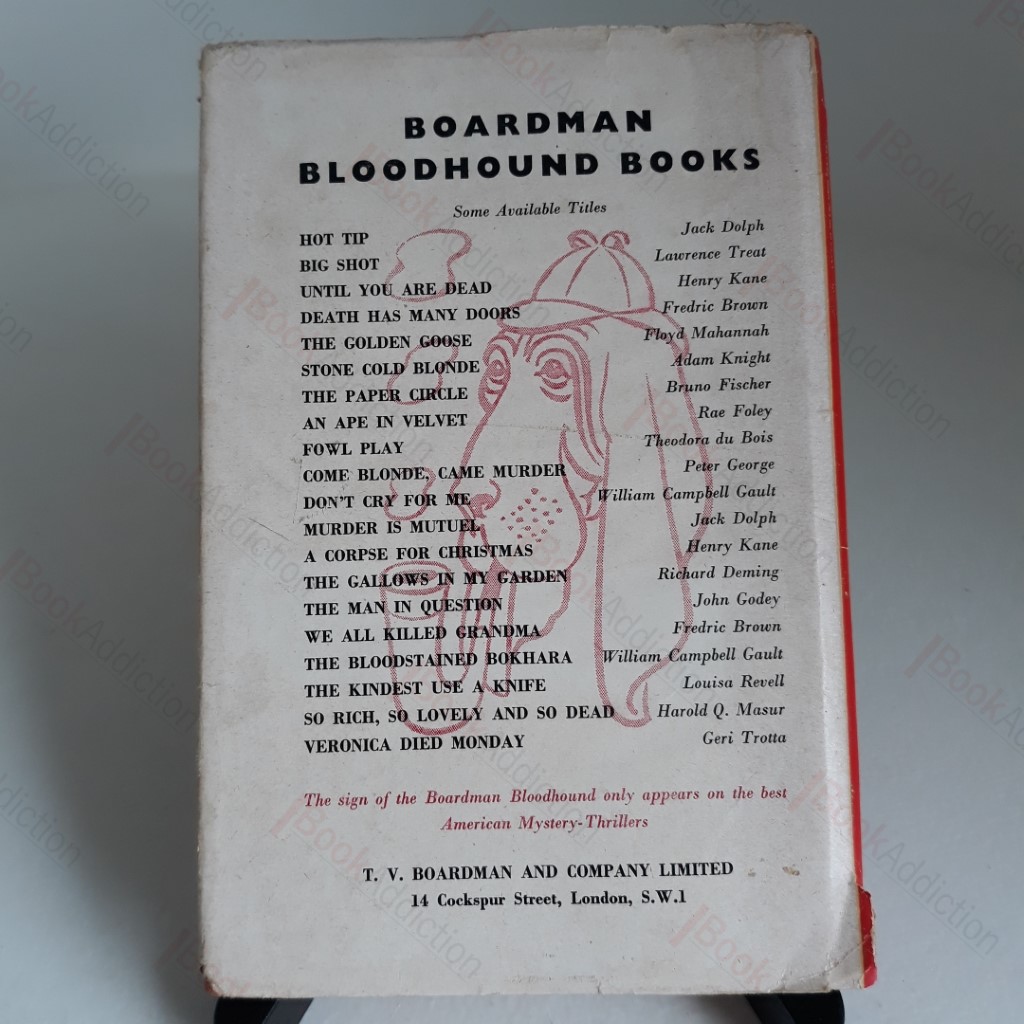 BOARDMAN
BLOODHOUND BOOKS
Some Available Titles
HOT TIP Jack Dolph
BIG SHOT Lawrence Treat
UNTIL YOU ARE DEAD Henry Kane
DEATH HAS MANY DOORS Fredric Brown
THE GOLDEN GOOSE Floyd Mahannah
STONE COLD BLONDE Adam Knight
THE PAPER CIRCLE Bruno Fischer
AN APE IN VELVET Rae Foley
FOWL PLAY Theodora du Bois
COME BLONDE, CAME MURDER Peter George
DON'T CRY FOR ME William Campbell Gault
MURDER IS MUTUEL Jack Dolph
A CORPSE FOR CHRISTMAS Henry Kane
THE GALLOWS IN MY GARDEN Richard Deming
THE MAN IN QUESTION John Godey
WE ALL KILLED GRANDMA Fredric Brown
THE BLOODSTAINED BOKHARA William Campbell Gault
THE KINDEST USE A KNIFE Louisa Revell
SO RICH, SO LOVELY AND SO DEAD Harold Q. Masur
VERONICA DIED MONDAY Geri Trotta
The sign of the Boardman Bloodhound only appears on the best
American Mystery-Thrillers
T. V. BOARDMAN AND COMPANY LIMITED
14 Cockspur Street, London, S.W.1
BookAddiction